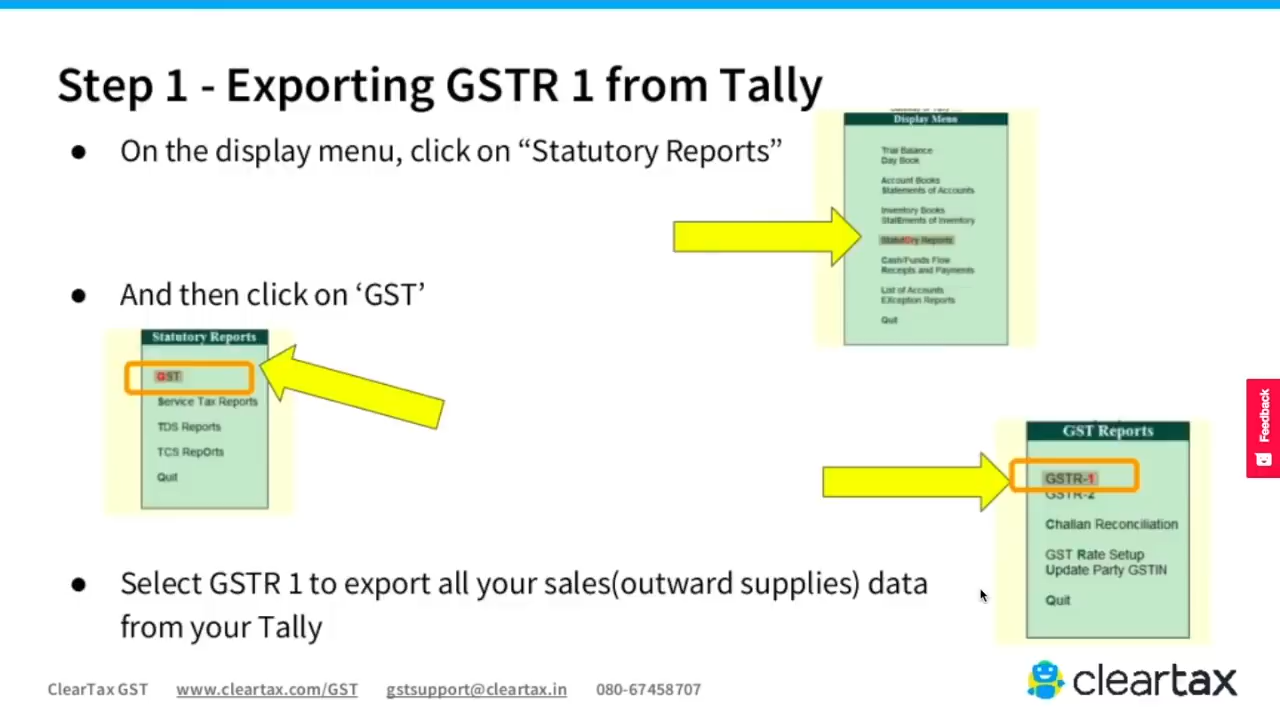 Step 1 - Exporting GSTR 1 from Tally
● On the display menu, click on “Statutory Reports”
Display Menu
Trial Balance
Day Book
Account Books
Statements of Accounts
Inventory Books
StatEments of Inventory
StatutOry Reports
Cash/Funds Flow
Receipts and Payments
List of Accounts
EXception Reports
Quit
● And then click on ‘GST’
Statutory Reports
GST
Service Tax Reports
TDS Reports
TCS RepOrts
Quit
GST Reports
GSTR-1
GSTR-2
Challan Reconciliation
GST Rate Setup
Update Party GSTIN
Quit
● Select GSTR 1 to export all your sales(outward supplies) data
from your Tally
Feedback
ClearTax GST www.cleartax.com/GST gstsupport@cleartax.in 080-67458707
cleartax